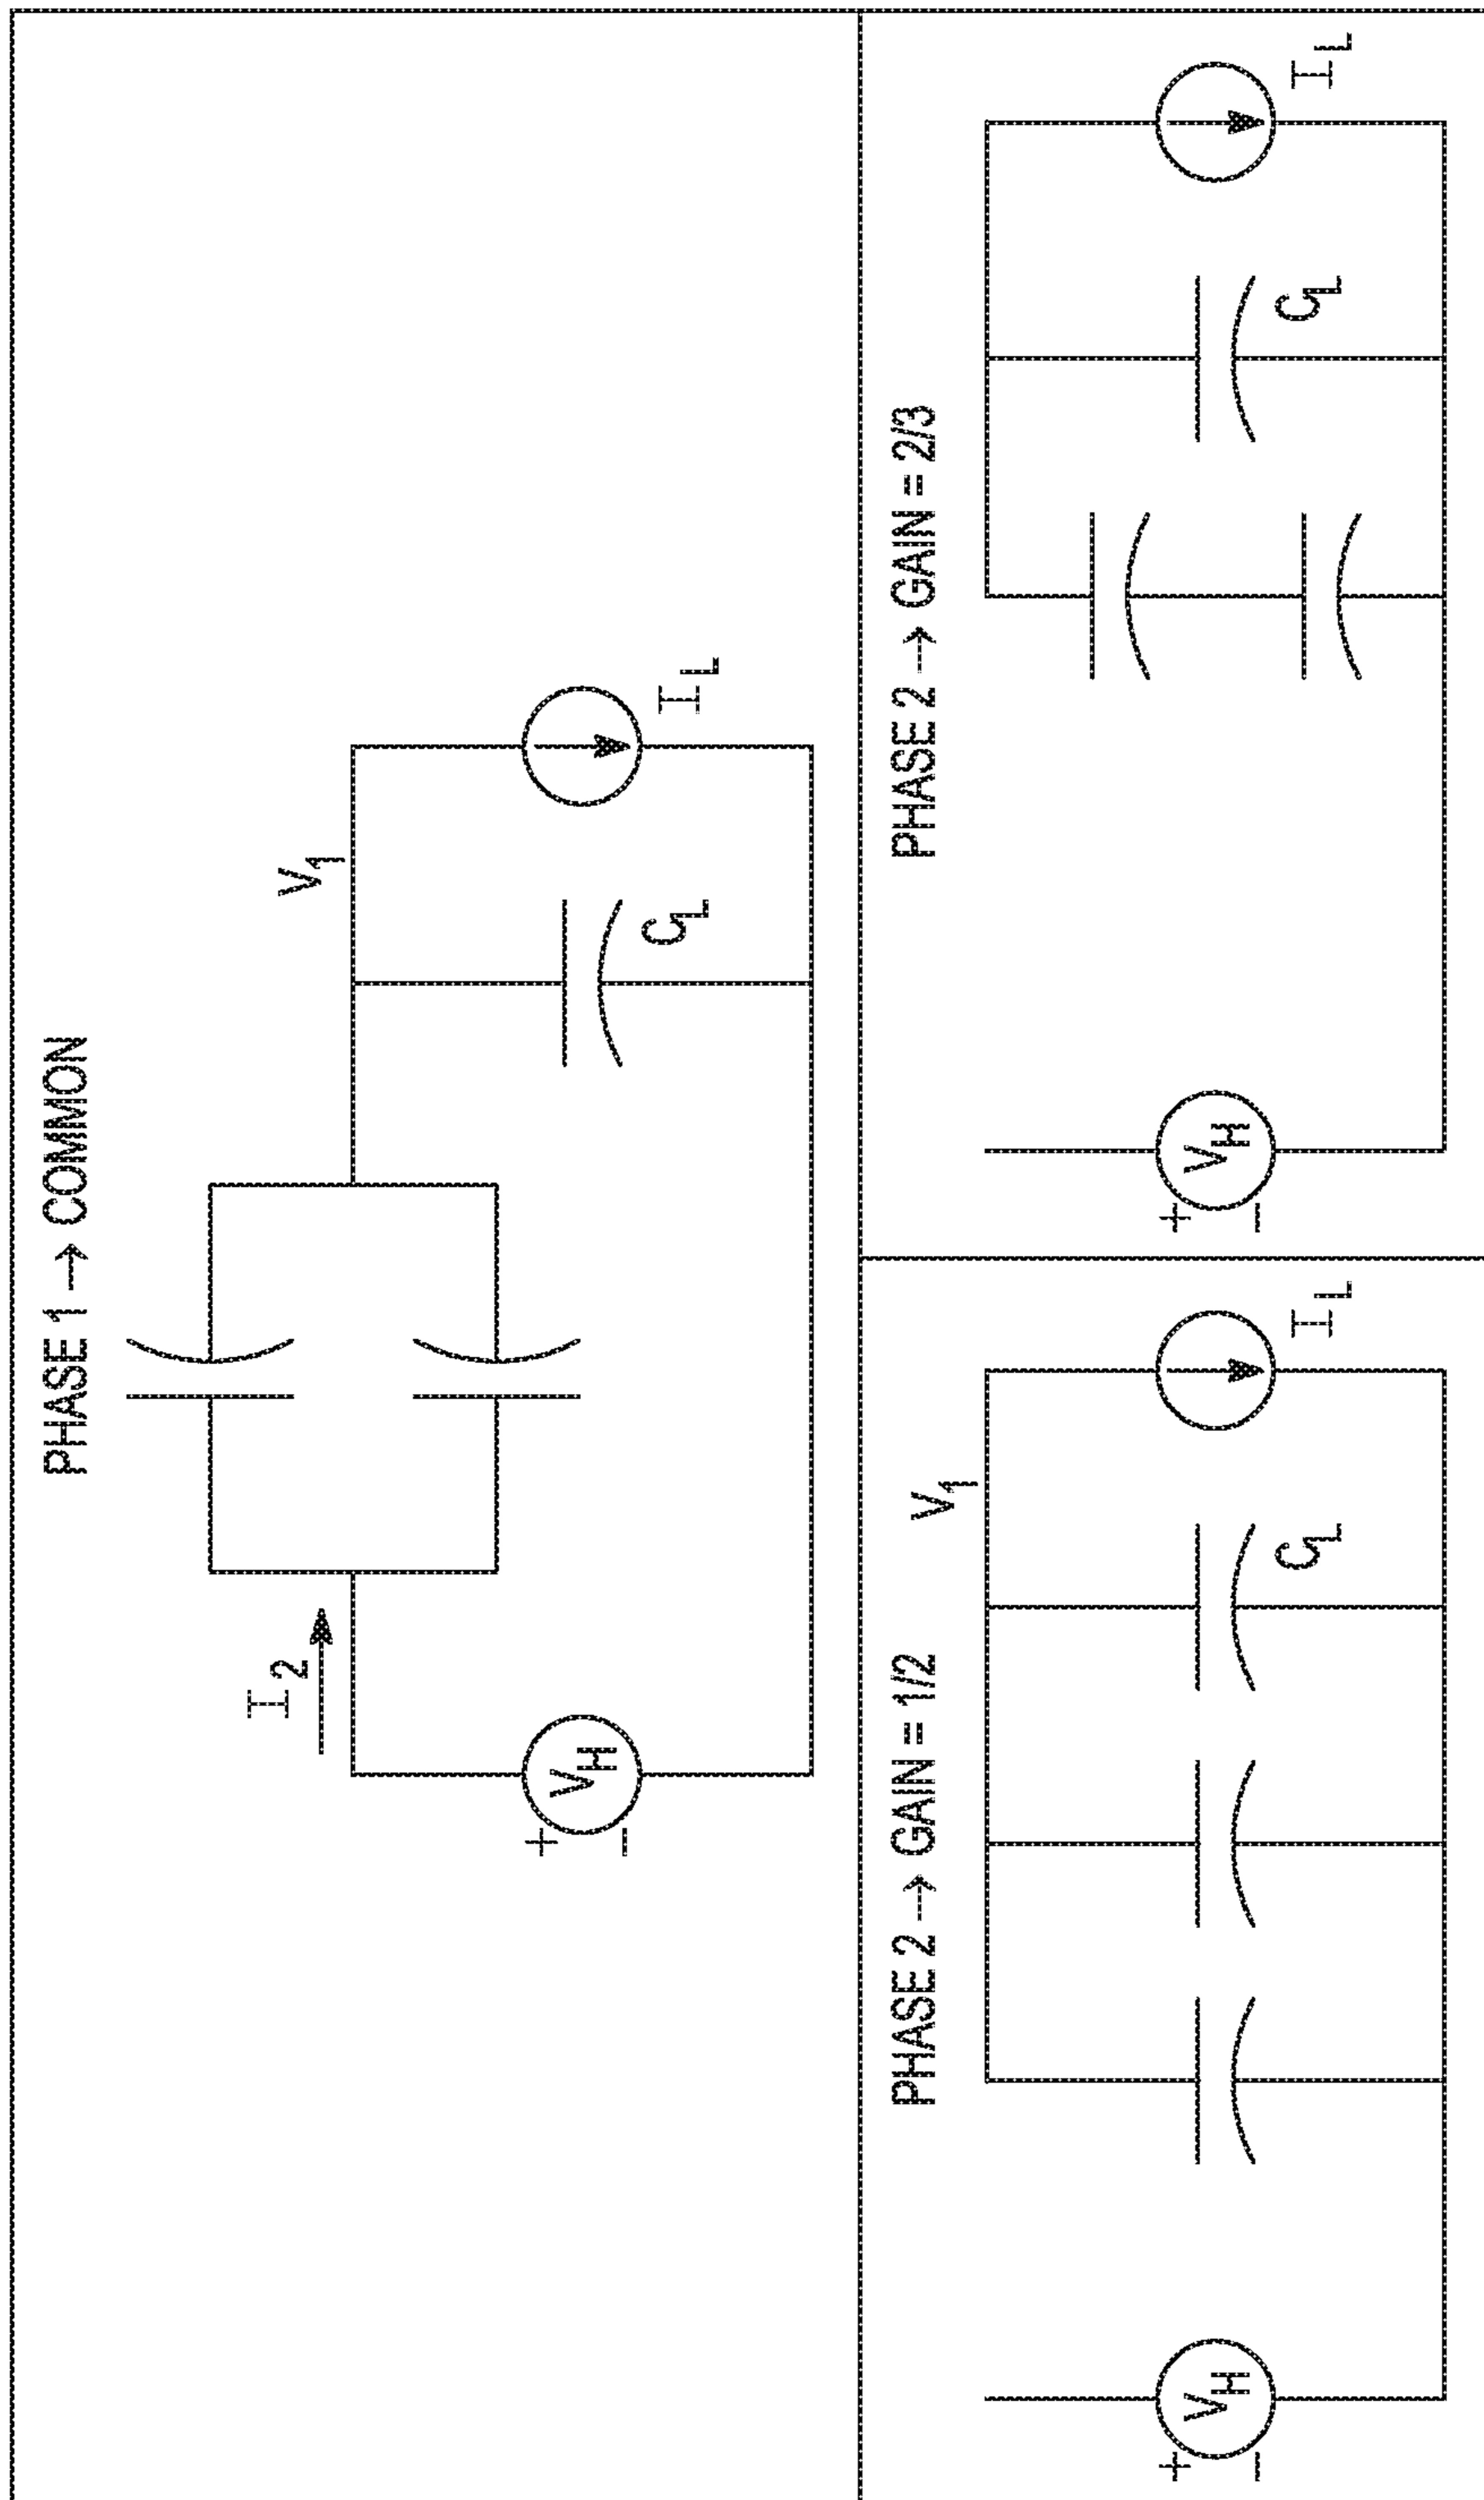 PHASE 1 → COMMON
I2
V1
+
VH
−
CL
IL
PHASE 2 → GAIN = 1/2
V1
+
VH
−
CL
IL
PHASE 2 → GAIN = 2/3
+
VH
−
CL
IL